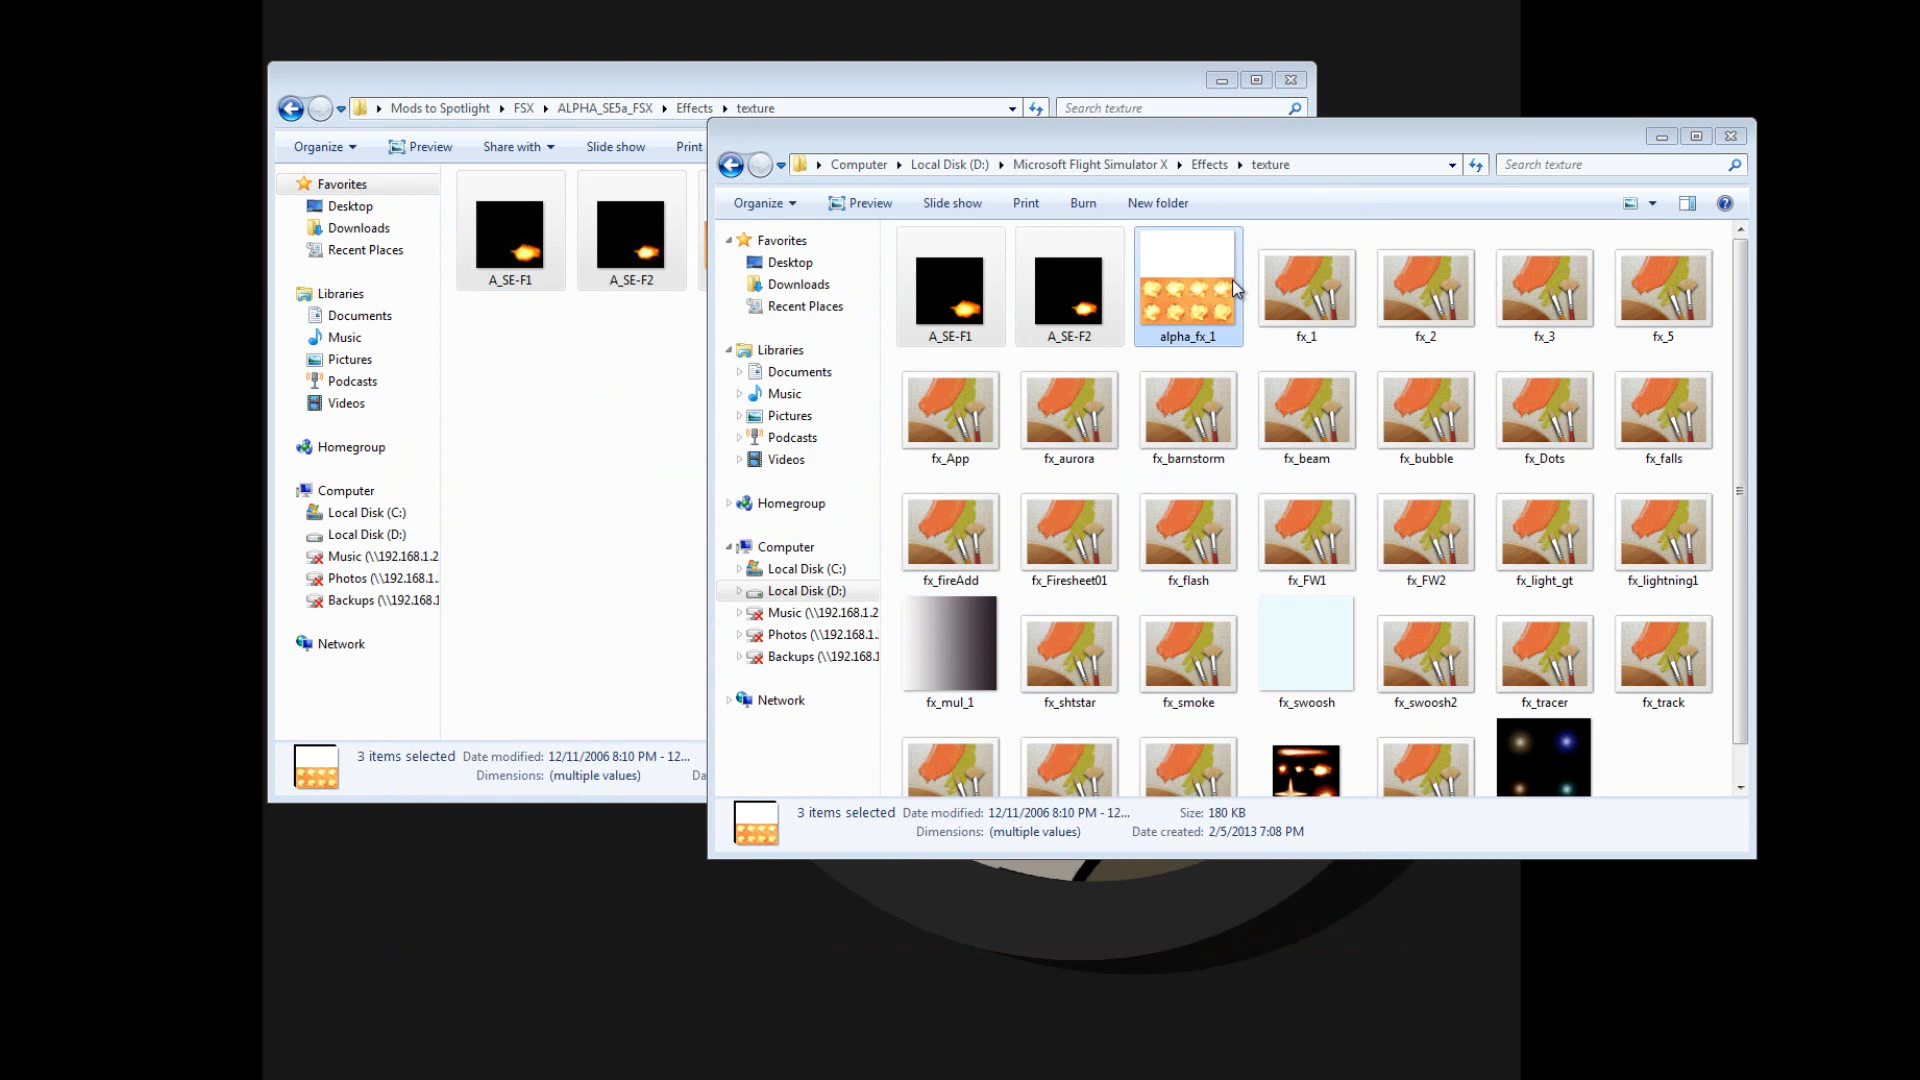 Mods to Spotlight FSX ALPHA_SE5a_FSX Effects texture
Search texture
Organize Preview Share with Slide show Print
Favorites
Desktop
Downloads
Recent Places
Libraries
Documents
Music
Pictures
Podcasts
Videos
Homegroup
Computer
Local Disk (C:)
Local Disk (D:)
Music (\\192.168.1.2
Photos (\\192.168.1..
Backups (\\192.168.1
Network
A_SE-F1 A_SE-F2
3 items selected Date modified: 12/11/2006 8:10 PM - 12...
Dimensions: (multiple values)
Computer Local Disk (D:) Microsoft Flight Simulator X Effects texture
Search texture
Organize Preview Slide show Print Burn New folder
Favorites
Desktop
Downloads
Recent Places
Libraries
Documents
Music
Pictures
Podcasts
Videos
Homegroup
Computer
Local Disk (C:)
Local Disk (D:)
Music (\\192.168.1.2
Photos (\\192.168.1..
Backups (\\192.168.1
Network
A_SE-F1 A_SE-F2 alpha_fx_1 fx_1 fx_2 fx_3 fx_5
fx_App fx_aurora fx_barnstorm fx_beam fx_bubble fx_Dots fx_falls
fx_fireAdd fx_Firesheet01 fx_flash fx_FW1 fx_FW2 fx_light_gt fx_lightning1
fx_mul_1 fx_shtstar fx_smoke fx_swoosh fx_swoosh2 fx_tracer fx_track
3 items selected Date modified: 12/11/2006 8:10 PM - 12... Size: 180 KB
Dimensions: (multiple values) Date created: 2/5/2013 7:08 PM